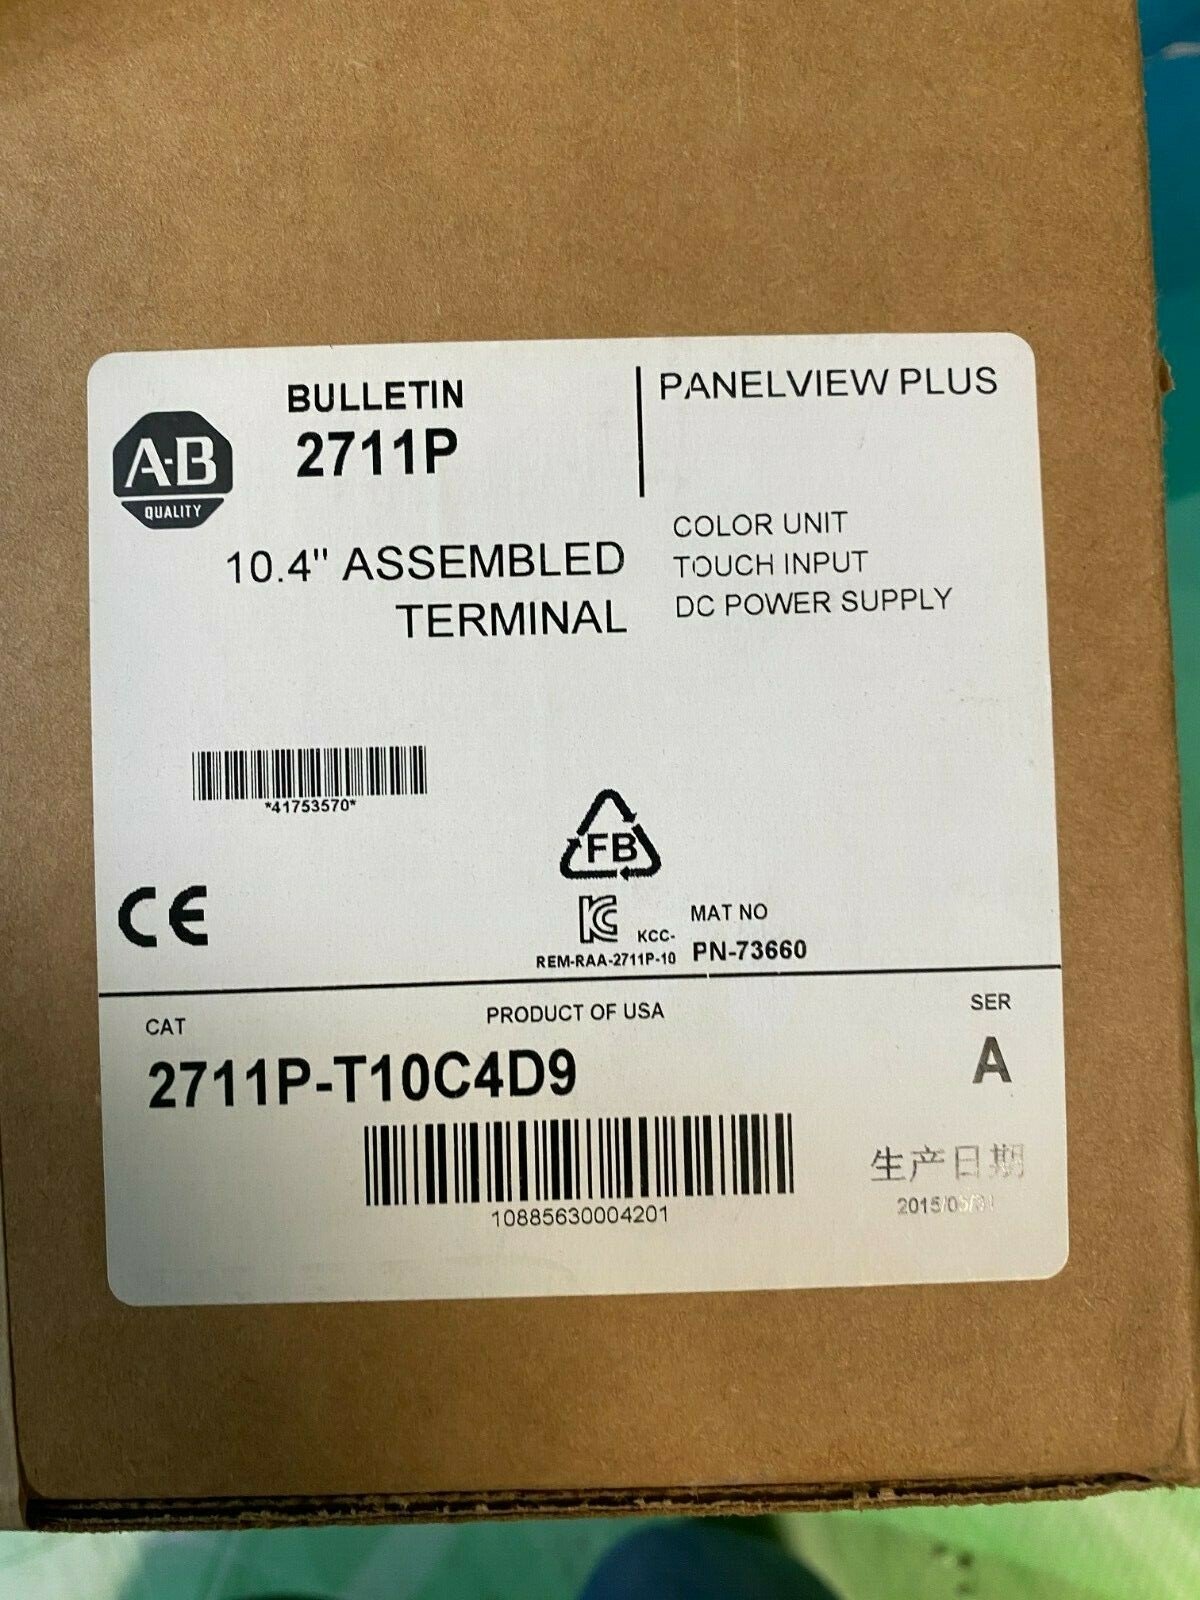 BULLETIN
2711P
PANELVIEW PLUS
A-B
QUALITY
10.4" ASSEMBLED
TERMINAL
COLOR UNIT
TOUCH INPUT
DC POWER SUPPLY
*41753570*
FB
CE
KCC-
REM-RAA-2711P-10
MAT NO
PN-73660
CAT
PRODUCT OF USA
SER
2711P-T10C4D9
A
10885630004201
生产日期